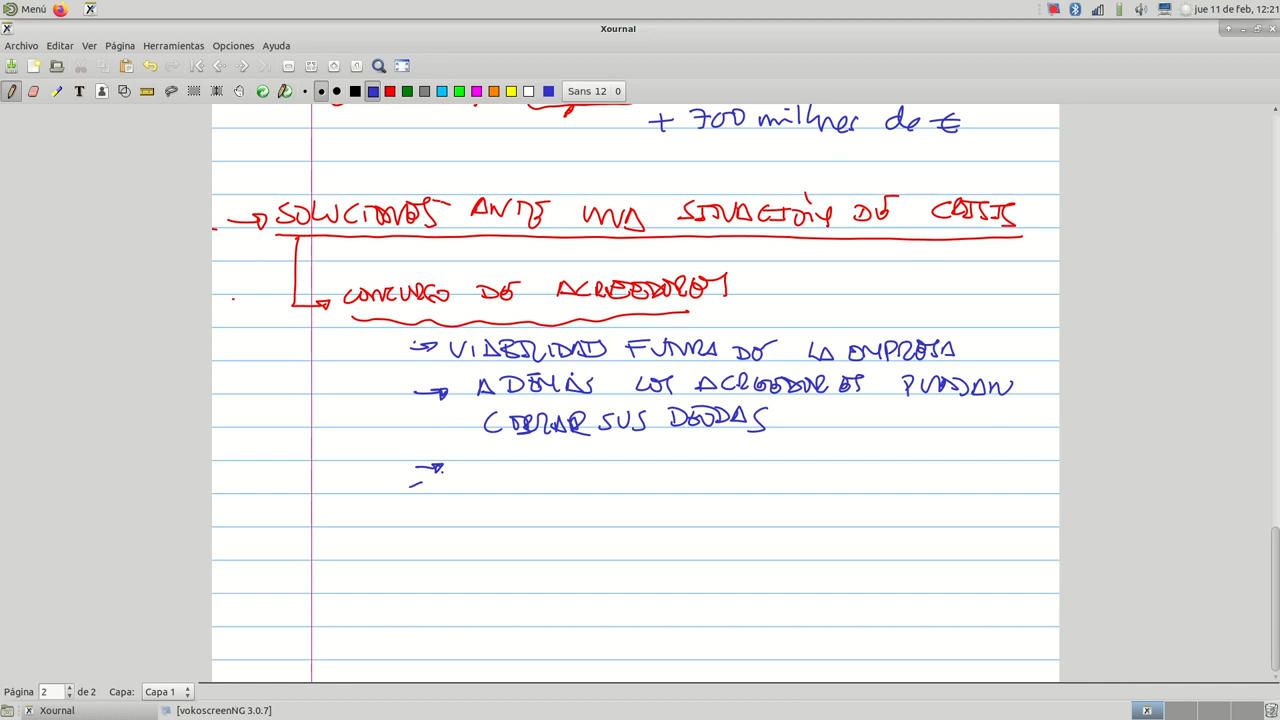 Menú
jue 11 de feb, 12:21
Xournal
Archivo Editar Ver Página Herramientas Opciones Ayuda
Sans 12 0
+ 700 millones de €
→ SOLUCIONES ANTE UNA SITUACIÓN DE CRISIS
→ CONCURSO DE ACREEDORES
→ VIABILIDAD FUTURA DE LA EMPRESA
→ ADEMÁS LOS ACREEDORES PUEDAN
COBRAR SUS DEUDAS
→
Página 2 de 2 Capa: Capa 1
Xournal [vokoscreenNG 3.0.7]